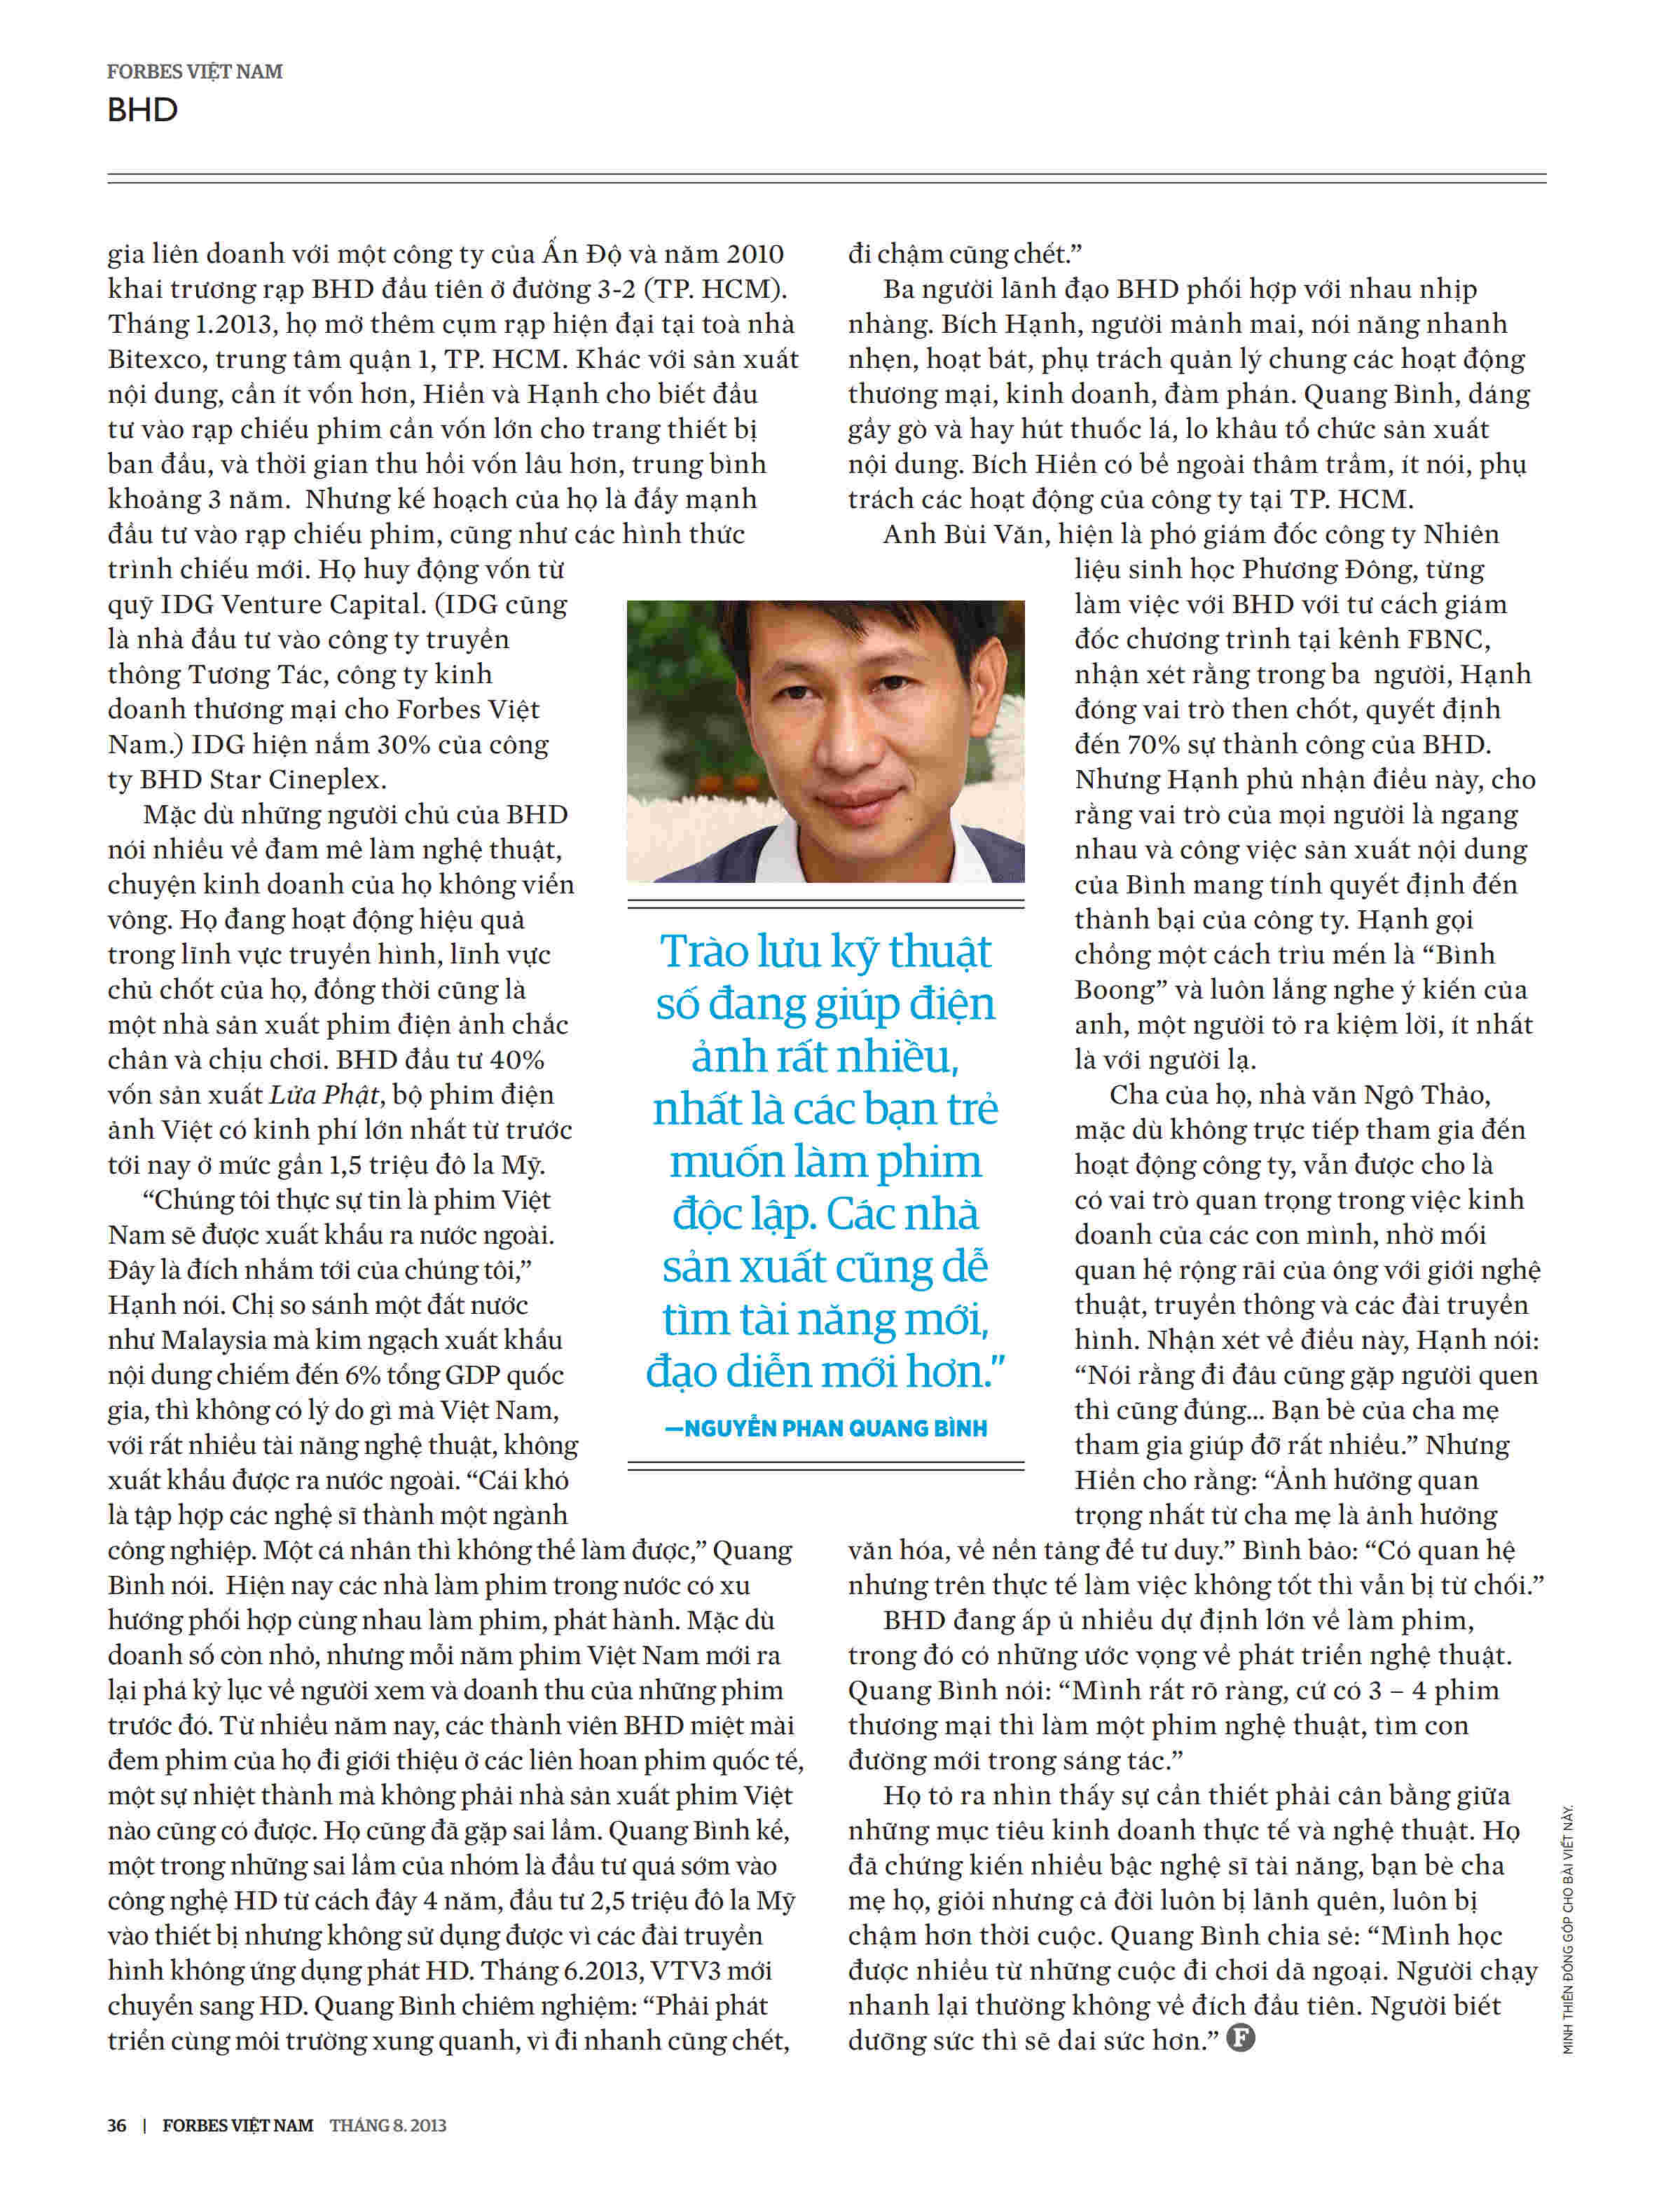 FORBES VIỆT NAM
BHD
gia liên doanh với một công ty của Ấn Độ và năm 2010
khai trương rạp BHD đầu tiên ở đường 3-2 (TP. HCM).
Tháng 1.2013, họ mở thêm cụm rạp hiện đại tại toà nhà
Bitexco, trung tâm quận 1, TP. HCM. Khác với sản xuất
nội dung, cần ít vốn hơn, Hiền và Hạnh cho biết đầu
tư vào rạp chiếu phim cần vốn lớn cho trang thiết bị
ban đầu, và thời gian thu hồi vốn lâu hơn, trung bình
khoảng 3 năm.  Nhưng kế hoạch của họ là đẩy mạnh
đầu tư vào rạp chiếu phim, cũng như các hình thức
trình chiếu mới. Họ huy động vốn từ
quỹ IDG Venture Capital. (IDG cũng
là nhà đầu tư vào công ty truyền
thông Tương Tác, công ty kinh
doanh thương mại cho Forbes Việt
Nam.) IDG hiện nắm 30% của công
ty BHD Star Cineplex.
Mặc dù những người chủ của BHD
nói nhiều về đam mê làm nghệ thuật,
chuyện kinh doanh của họ không viển
vông. Họ đang hoạt động hiệu quả
trong lĩnh vực truyền hình, lĩnh vực
chủ chốt của họ, đồng thời cũng là
một nhà sản xuất phim điện ảnh chắc
chân và chịu chơi. BHD đầu tư 40%
vốn sản xuất Lửa Phật, bộ phim điện
ảnh Việt có kinh phí lớn nhất từ trước
tới nay ở mức gần 1,5 triệu đô la Mỹ.
“Chúng tôi thực sự tin là phim Việt
Nam sẽ được xuất khẩu ra nước ngoài.
Đây là đích nhắm tới của chúng tôi,”
Hạnh nói. Chị so sánh một đất nước
như Malaysia mà kim ngạch xuất khẩu
nội dung chiếm đến 6% tổng GDP quốc
gia, thì không có lý do gì mà Việt Nam,
với rất nhiều tài năng nghệ thuật, không
xuất khẩu được ra nước ngoài. “Cái khó
là tập hợp các nghệ sĩ thành một ngành
công nghiệp. Một cá nhân thì không thể làm được,” Quang
Bình nói.  Hiện nay các nhà làm phim trong nước có xu
hướng phối hợp cùng nhau làm phim, phát hành. Mặc dù
doanh số còn nhỏ, nhưng mỗi năm phim Việt Nam mới ra
lại phá kỷ lục về người xem và doanh thu của những phim
trước đó. Từ nhiều năm nay, các thành viên BHD miệt mài
đem phim của họ đi giới thiệu ở các liên hoan phim quốc tế,
một sự nhiệt thành mà không phải nhà sản xuất phim Việt
nào cũng có được. Họ cũng đã gặp sai lầm. Quang Bình kể,
một trong những sai lầm của nhóm là đầu tư quá sớm vào
công nghệ HD từ cách đây 4 năm, đầu tư 2,5 triệu đô la Mỹ
vào thiết bị nhưng không sử dụng được vì các đài truyền
hình không ứng dụng phát HD. Tháng 6.2013, VTV3 mới
chuyển sang HD. Quang Bình chiêm nghiệm: “Phải phát
triển cùng môi trường xung quanh, vì đi nhanh cũng chết,
Trào lưu kỹ thuật
số đang giúp điện
ảnh rất nhiều,
nhất là các bạn trẻ
muốn làm phim
độc lập. Các nhà
sản xuất cũng dễ
tìm tài năng mới,
đạo diễn mới hơn.”
—NGUYỄN PHAN QUANG BÌNH
đi chậm cũng chết.”
Ba người lãnh đạo BHD phối hợp với nhau nhịp
nhàng. Bích Hạnh, người mảnh mai, nói năng nhanh
nhẹn, hoạt bát, phụ trách quản lý chung các hoạt động
thương mại, kinh doanh, đàm phán. Quang Bình, dáng
gầy gò và hay hút thuốc lá, lo khâu tổ chức sản xuất
nội dung. Bích Hiền có bề ngoài thâm trầm, ít nói, phụ
trách các hoạt động của công ty tại TP. HCM.
Anh Bùi Văn, hiện là phó giám đốc công ty Nhiên
liệu sinh học Phương Đông, từng
làm việc với BHD với tư cách giám
đốc chương trình tại kênh FBNC,
nhận xét rằng trong ba  người, Hạnh
đóng vai trò then chốt, quyết định
đến 70% sự thành công của BHD.
Nhưng Hạnh phủ nhận điều này, cho
rằng vai trò của mọi người là ngang
nhau và công việc sản xuất nội dung
của Bình mang tính quyết định đến
thành bại của công ty. Hạnh gọi
chồng một cách trìu mến là “Bình
Boong” và luôn lắng nghe ý kiến của
anh, một người tỏ ra kiệm lời, ít nhất
là với người lạ.
Cha của họ, nhà văn Ngô Thảo,
mặc dù không trực tiếp tham gia đến
hoạt động công ty, vẫn được cho là
có vai trò quan trọng trong việc kinh
doanh của các con mình, nhờ mối
quan hệ rộng rãi của ông với giới nghệ
thuật, truyền thông và các đài truyền
hình. Nhận xét về điều này, Hạnh nói:
“Nói rằng đi đâu cũng gặp người quen
thì cũng đúng... Bạn bè của cha mẹ
tham gia giúp đỡ rất nhiều.” Nhưng
Hiền cho rằng: “Ảnh hưởng quan
trọng nhất từ cha mẹ là ảnh hưởng
văn hóa, về nền tảng để tư duy.” Bình bảo: “Có quan hệ
nhưng trên thực tế làm việc không tốt thì vẫn bị từ chối.”
BHD đang ấp ủ nhiều dự định lớn về làm phim,
trong đó có những ước vọng về phát triển nghệ thuật.
Quang Bình nói: “Mình rất rõ ràng, cứ có 3 – 4 phim
thương mại thì làm một phim nghệ thuật, tìm con
đường mới trong sáng tác.”
Họ tỏ ra nhìn thấy sự cần thiết phải cân bằng giữa
những mục tiêu kinh doanh thực tế và nghệ thuật. Họ
đã chứng kiến nhiều bậc nghệ sĩ tài năng, bạn bè cha
mẹ họ, giỏi nhưng cả đời luôn bị lãnh quên, luôn bị
chậm hơn thời cuộc. Quang Bình chia sẻ: “Mình học
được nhiều từ những cuộc đi chơi dã ngoại. Người chạy
nhanh lại thường không về đích đầu tiên. Người biết
dưỡng sức thì sẽ dai sức hơn.” F
MINH THIÊN ĐÓNG GÓP CHO BÀI VIẾT NÀY.
36 | FORBES VIỆT NAM THÁNG 8. 2013